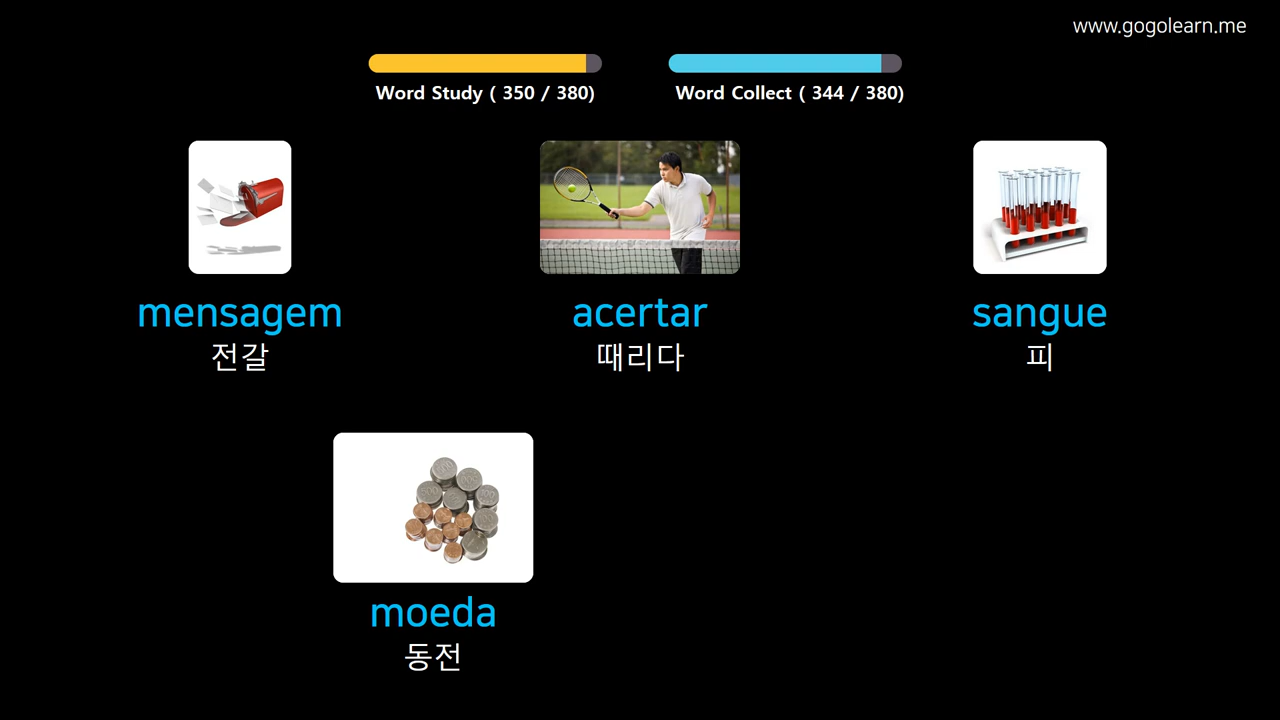 www.gogolearn.me
Word Study ( 350 / 380)
Word Collect ( 344 / 380)
mensagem
전갈
acertar
때리다
sangue
피
moeda
동전